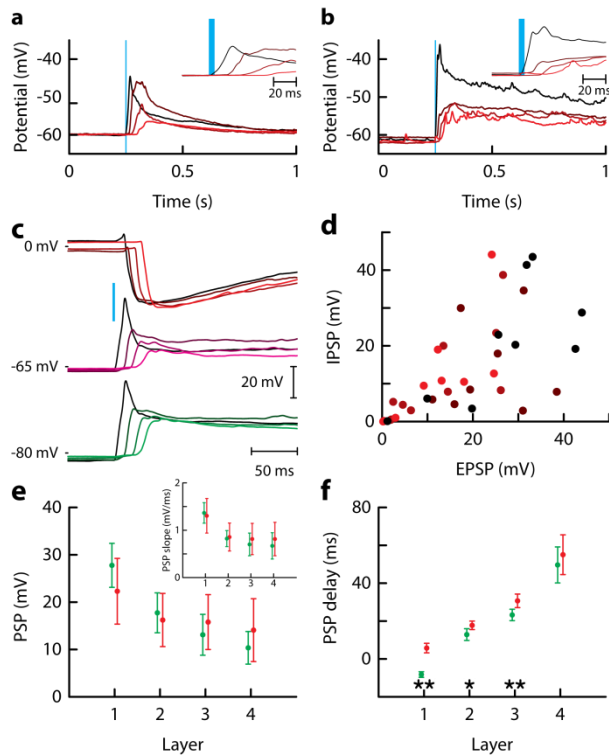 a
Potential (mV)
-40
-50
-60
0
0.5
1
Time (s)
20 ms
b
Potential (mV)
-40
-50
-60
0
0.5
1
Time (s)
20 ms
c
0 mV
-65
-80 mV
20 mV
50 ms
d
IPSP (mV)
40
20
0
0
20
40
EPSP (mV)
e
PSP (mV)
40
30
20
10
0
1
2
3
4
Layer
PSP slope (mV/ms)
2
1
0
1
2
3
4
f
PSP delay (ms)
80
40
0
** * **
1
2
3
4
Layer